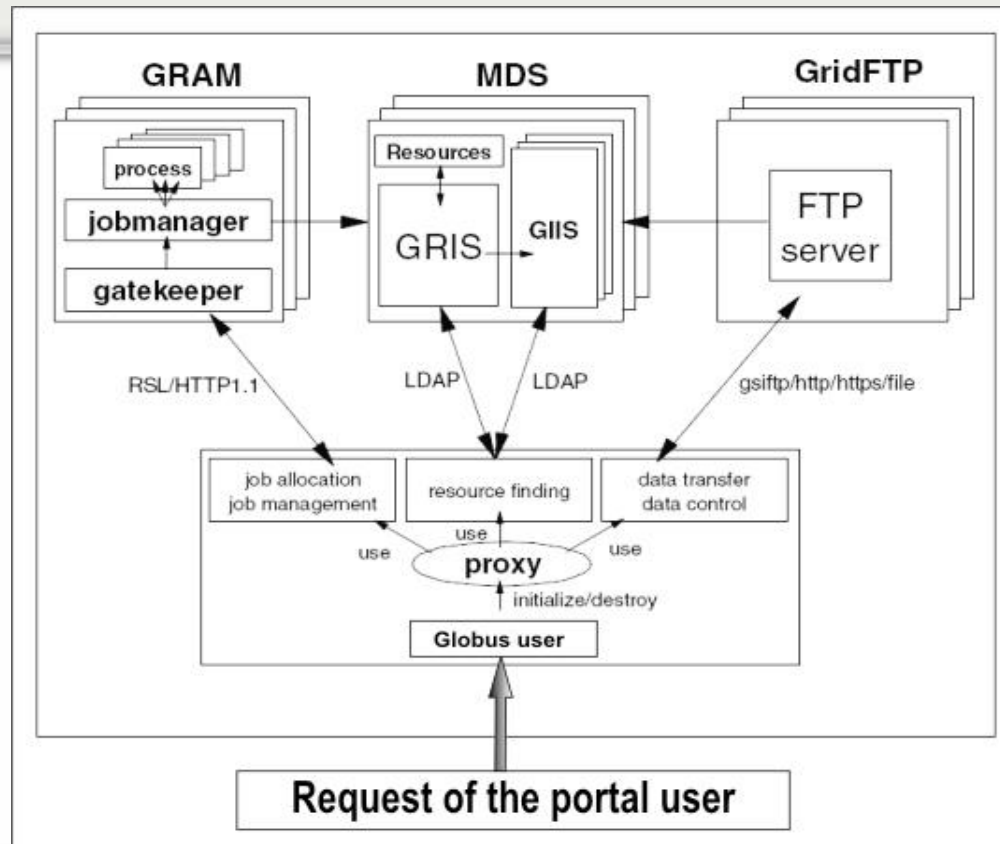 GRAM
MDS
GridFTP
process
jobmanager
gatekeeper
Resources
GRIS
GIIS
FTP
server
RSL/HTTP1.1
LDAP
LDAP
gsiftp/http/https/file
job allocation
job management
resource finding
data transfer
data control
use
use
use
proxy
initialize/destroy
Globus user
Request of the portal user